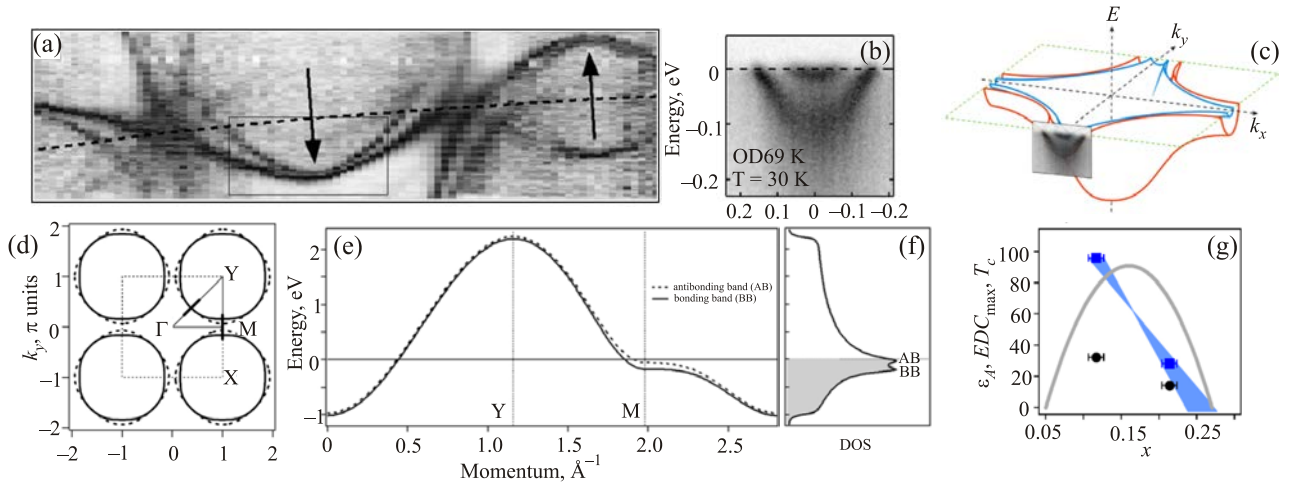 (a)
(b)
Energy, eV
0
–0.1
–0.2
OD69 K
T = 30 K
0.2 0.1 0 –0.1 –0.2
(c)
E
k_y
k_x
(d)
k_y, π units
2
1
0
–1
–2
Y
Γ
M
X
–2 –1 0 1 2
(e)
Energy, eV
2
1
0
–1
antibonding band (AB)
bonding band (BB)
Y
M
0 0.5 1.0 1.5 2.0 2.5
Momentum, Å⁻¹
(f)
AB
BB
DOS
(g)
ε_A, EDC_max, T_c
100
80
60
40
20
0
0.05 0.15 0.25
x